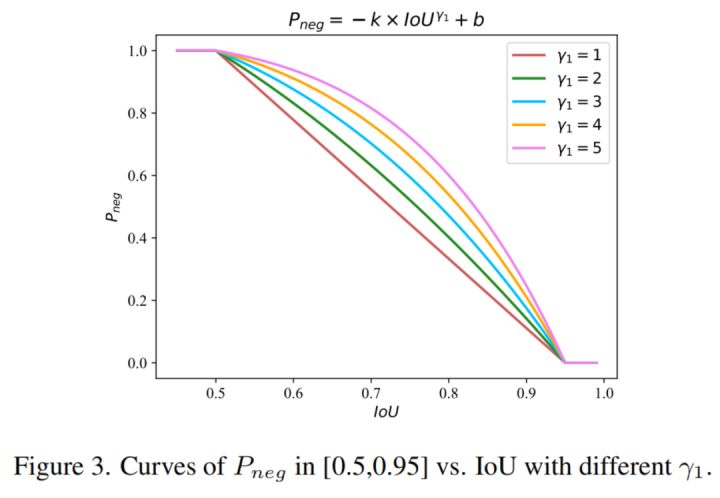 P_neg = −k × IoU^γ₁ + b
γ₁ = 1
γ₁ = 2
γ₁ = 3
γ₁ = 4
γ₁ = 5
1.0
0.8
0.6
0.4
0.2
0.0
P_neg
0.5 0.6 0.7 0.8 0.9 1.0
IoU
Figure 3. Curves of P_neg in [0.5,0.95] vs. IoU with different γ₁.